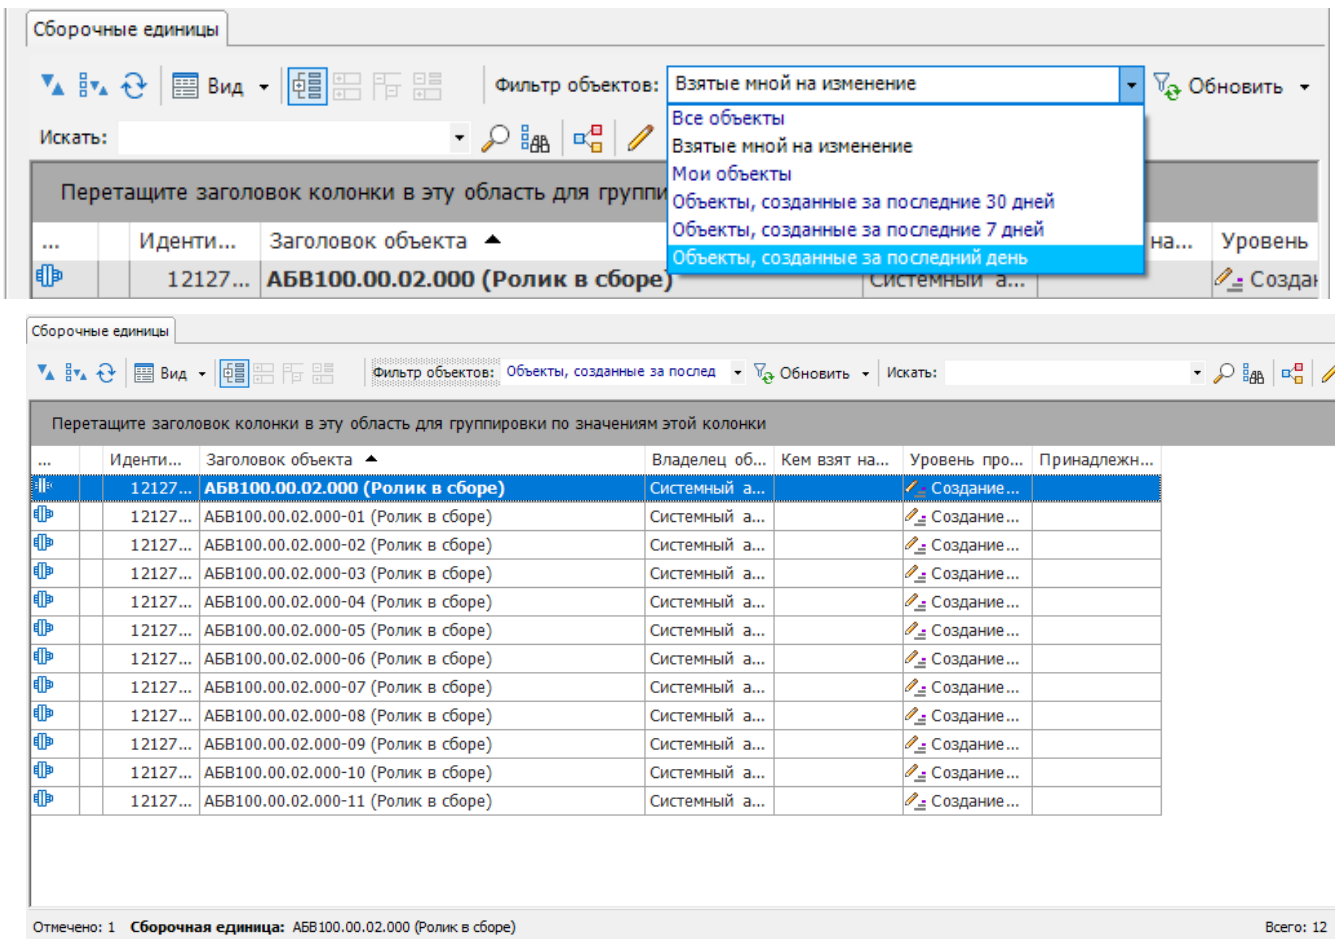 Сборочные единицы
Вид Фильтр объектов: Взятые мной на изменение Обновить
Все объекты
Искать:
Взятые мной на изменение
Мои объекты
Перетащите заголовок колонки в эту область для группи
Объекты, созданные за последние 30 дней
Объекты, созданные за последние 7 дней
... Иденти... Заголовок объекта на... Уровень
Объекты, созданные за последний день
12127... АБВ100.00.02.000 (Ролик в сборе) Системный а... Создан
Сборочные единицы
Вид Фильтр объектов: Объекты, созданные за послед Обновить Искать:
Перетащите заголовок колонки в эту область для группировки по значениям этой колонки
... Иденти... Заголовок объекта Владелец об... Кем взят на... Уровень про... Принадлежн...
12127... АБВ100.00.02.000 (Ролик в сборе) Системный а... Создание...
12127... АБВ100.00.02.000-01 (Ролик в сборе) Системный а... Создание...
12127... АБВ100.00.02.000-02 (Ролик в сборе) Системный а... Создание...
12127... АБВ100.00.02.000-03 (Ролик в сборе) Системный а... Создание...
12127... АБВ100.00.02.000-04 (Ролик в сборе) Системный а... Создание...
12127... АБВ100.00.02.000-05 (Ролик в сборе) Системный а... Создание...
12127... АБВ100.00.02.000-06 (Ролик в сборе) Системный а... Создание...
12127... АБВ100.00.02.000-07 (Ролик в сборе) Системный а... Создание...
12127... АБВ100.00.02.000-08 (Ролик в сборе) Системный а... Создание...
12127... АБВ100.00.02.000-09 (Ролик в сборе) Системный а... Создание...
12127... АБВ100.00.02.000-10 (Ролик в сборе) Системный а... Создание...
12127... АБВ100.00.02.000-11 (Ролик в сборе) Системный а... Создание...
Отмечено: 1 Сборочная единица: АБВ100.00.02.000 (Ролик в сборе) Всего: 12